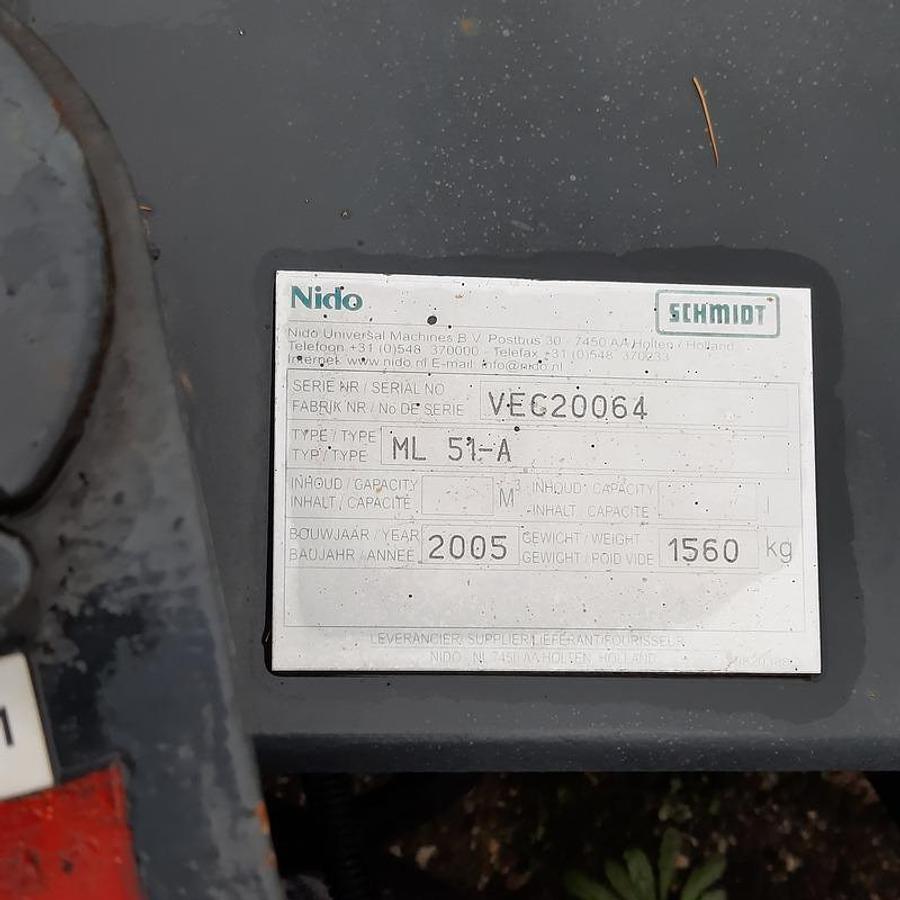 Nido
SCHMIDT
Nido Universal Machines B.V. Postbus 30 - 7450 AA Holten / Holland
Telefoon +31 (0)548 370000 - Telefax +31 (0)548 370233
Internet: www.nido.nl E-mail: info@nido.nl
SERIE NR / SERIAL NO
FABRIK NR / No DE SERIE
VEC20064
TYPE / TYPE
TYP / TYPE
ML 51-A
INHOUD / CAPACITY
INHALT / CAPACITE
M³
INHOUD / CAPACITY
INHALT CAPACITE
l
BOUWJAAR / YEAR
BAUJAHR / ANNEE
2005
GEWICHT / WEIGHT
GEWICHT / POID VIDE
1560 kg
LEVERANCIER/SUPPLIER/LIEFERANT/FOURISSEUR
NIDO - NL 7450 AA HOLTEN HOLLAND
1